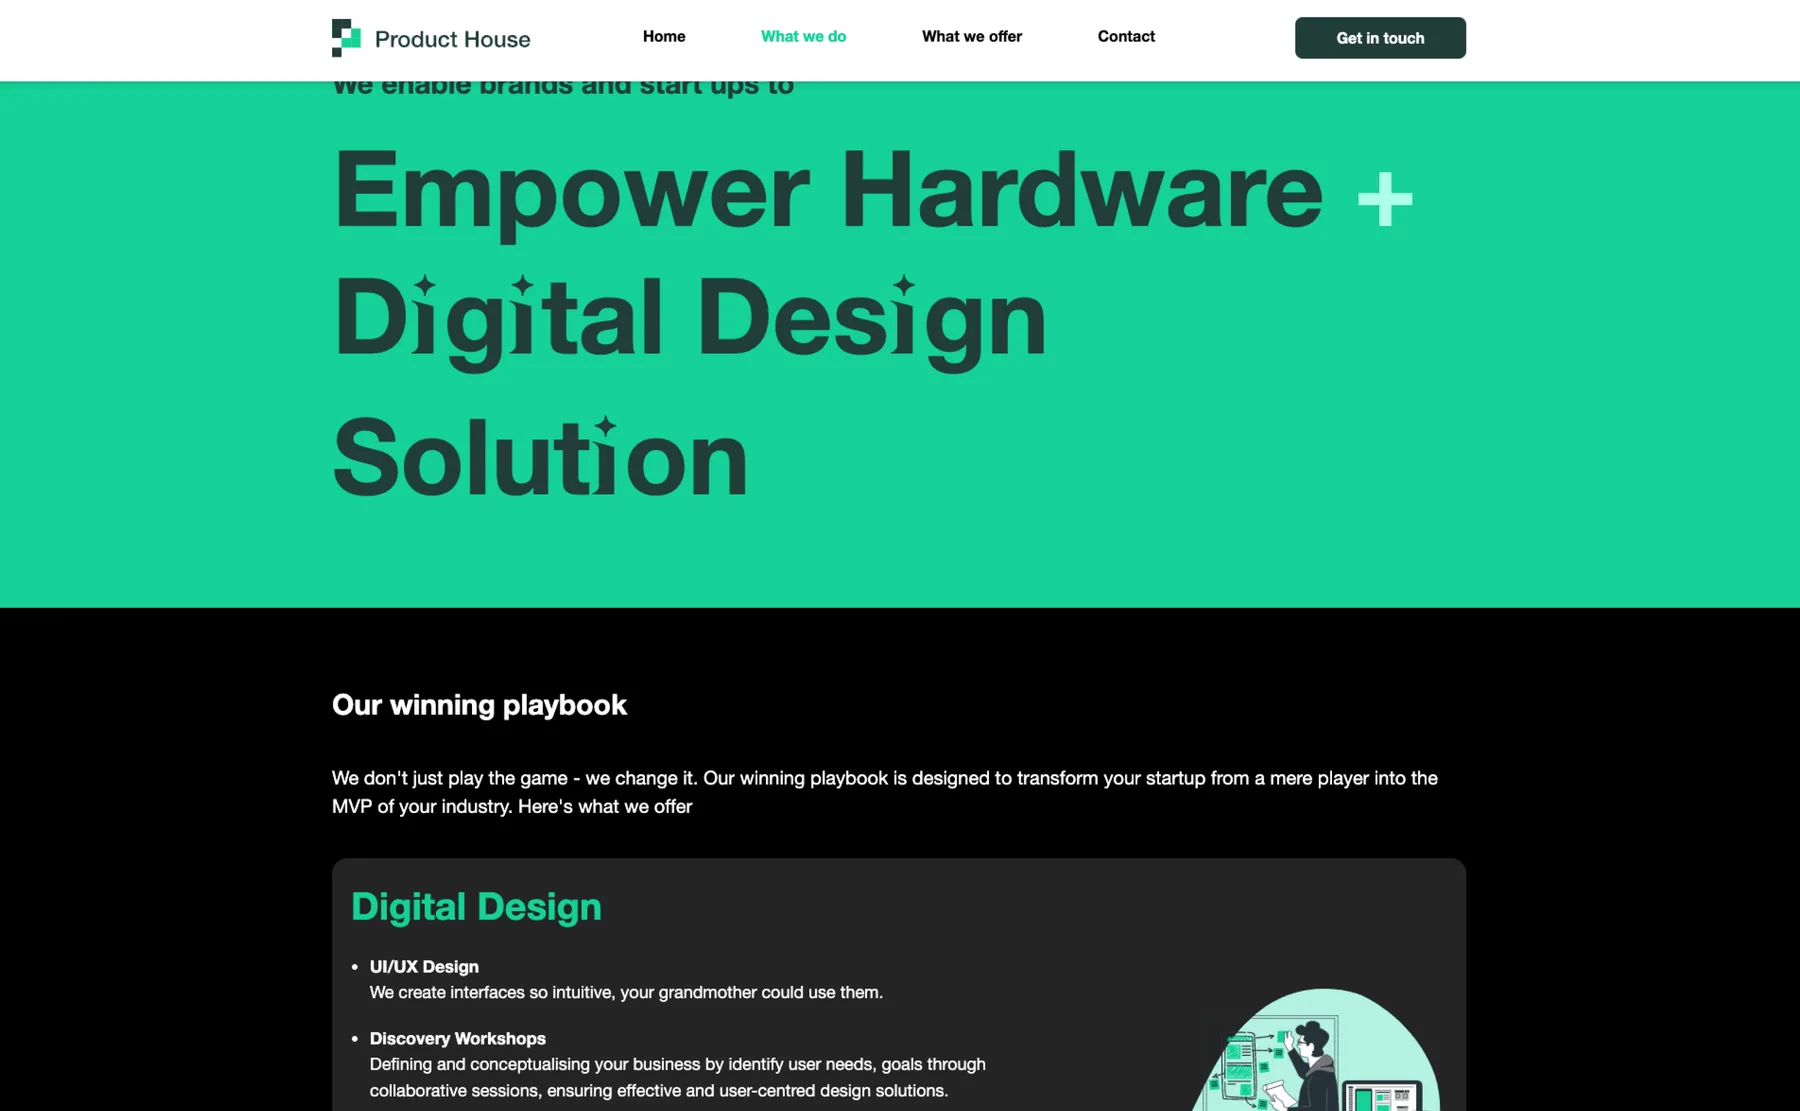 Product House
Home
What we do
What we offer
Contact
Get in touch
We enable brands and start ups to
Empower Hardware +
Digital Design
Solution
Our winning playbook
We don't just play the game - we change it. Our winning playbook is designed to transform your startup from a mere player into the
MVP of your industry. Here's what we offer
Digital Design
• UI/UX Design
We create interfaces so intuitive, your grandmother could use them.
• Discovery Workshops
Defining and conceptualising your business by identify user needs, goals through
collaborative sessions, ensuring effective and user-centred design solutions.